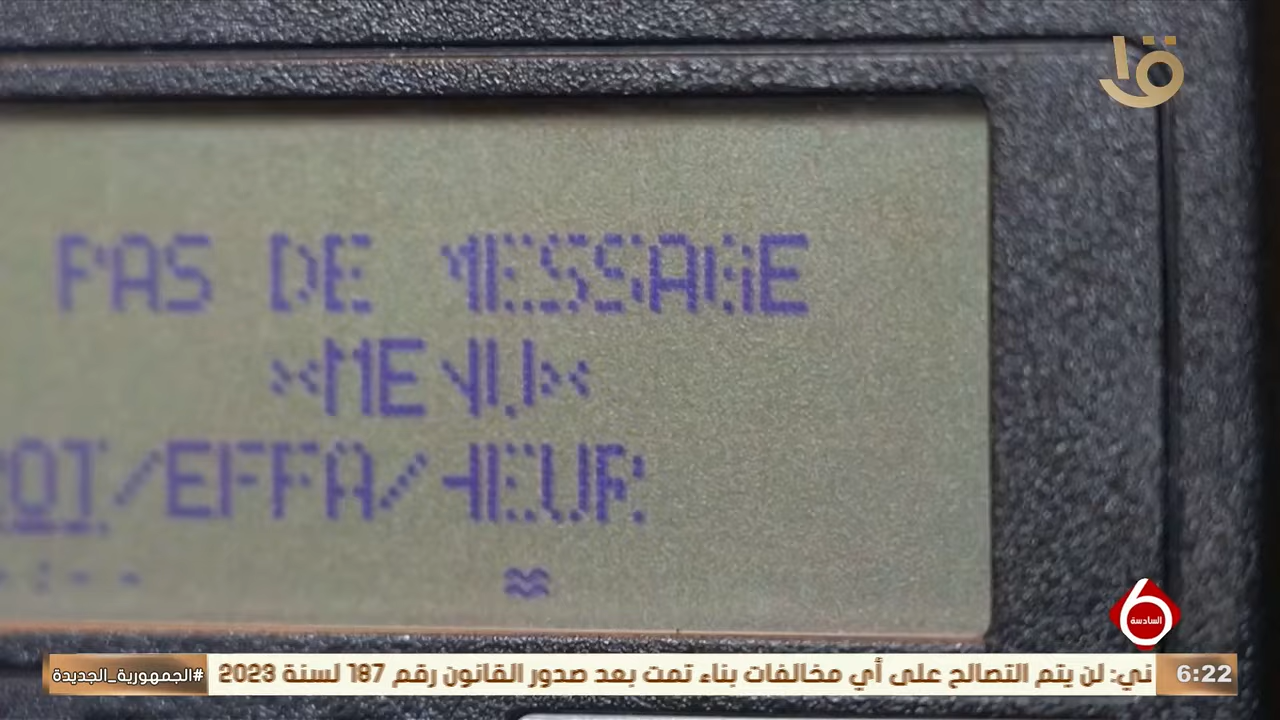 PAS DE MESSAGE
*MENU*
/EFFA/HEUR
السادسة
6:22
ني: لن يتم التصالح على أي مخالفات بناء تمت بعد صدور القانون رقم 187 لسنة 2023
#الجمهورية_الجديدة